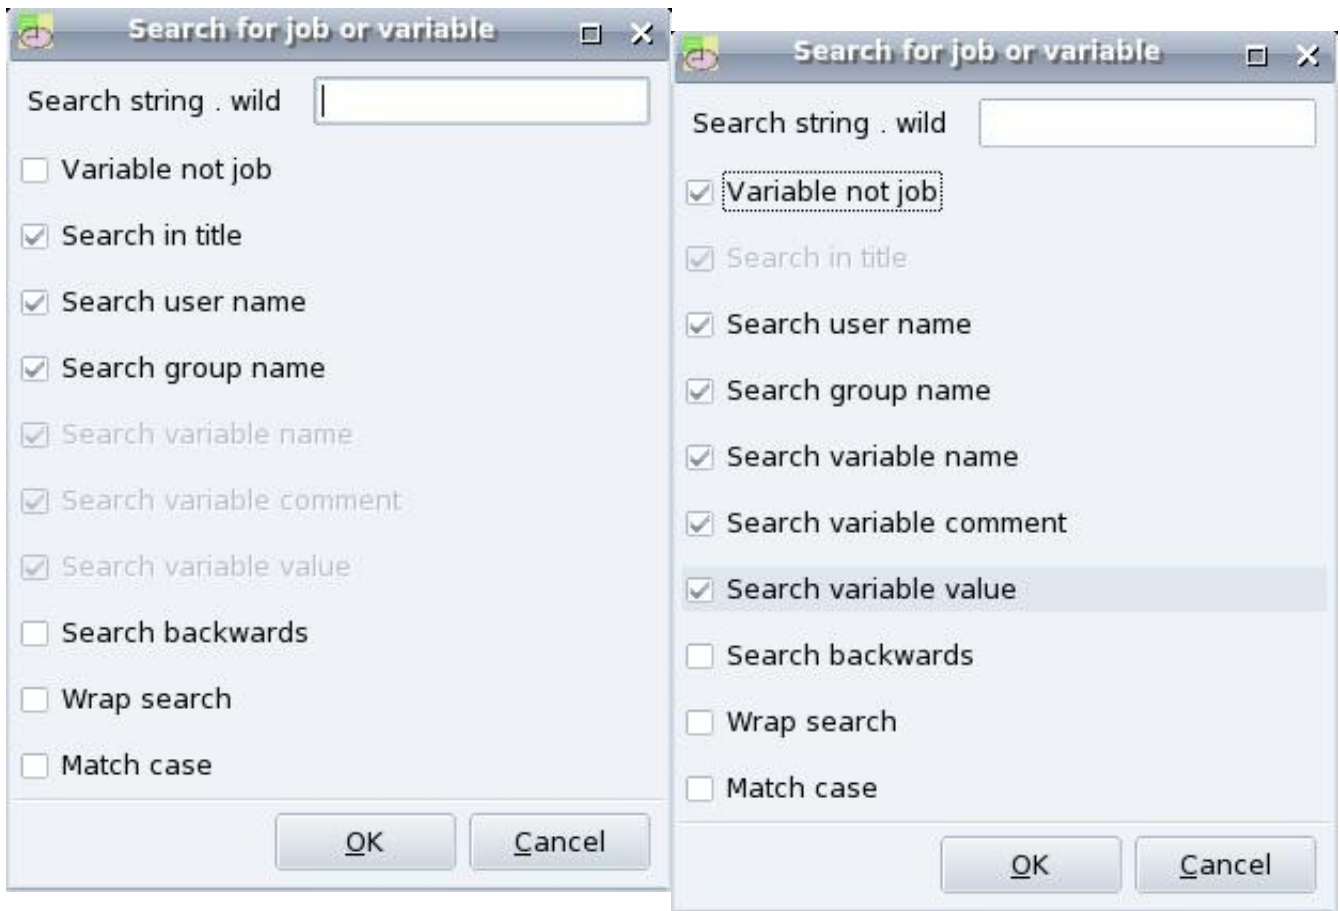 Search for job or variable
Search string . wild
Variable not job
Search in title
Search user name
Search group name
Search variable name
Search variable comment
Search variable value
Search backwards
Wrap search
Match case
OK Cancel
Search for job or variable
Search string . wild
Variable not job
Search in title
Search user name
Search group name
Search variable name
Search variable comment
Search variable value
Search backwards
Wrap search
Match case
OK Cancel